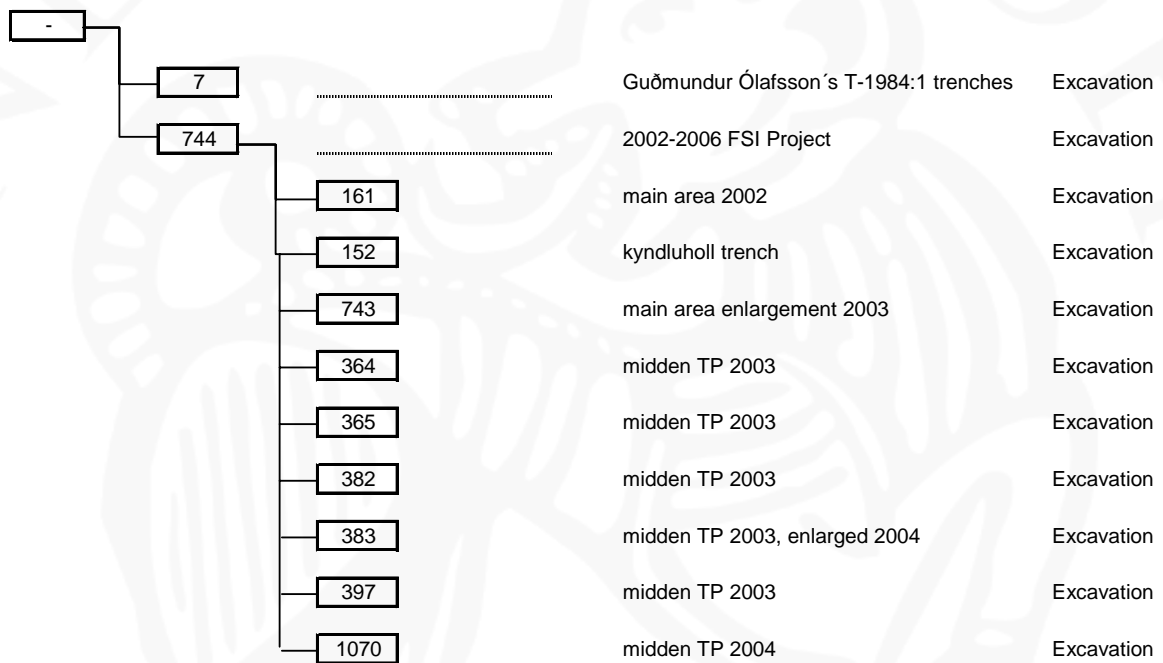 -
7 Guðmundur Ólafsson´s T-1984:1 trenches Excavation
744 2002-2006 FSI Project Excavation
161 main area 2002 Excavation
152 kyndluholl trench Excavation
743 main area enlargement 2003 Excavation
364 midden TP 2003 Excavation
365 midden TP 2003 Excavation
382 midden TP 2003 Excavation
383 midden TP 2003, enlarged 2004 Excavation
397 midden TP 2003 Excavation
1070 midden TP 2004 Excavation